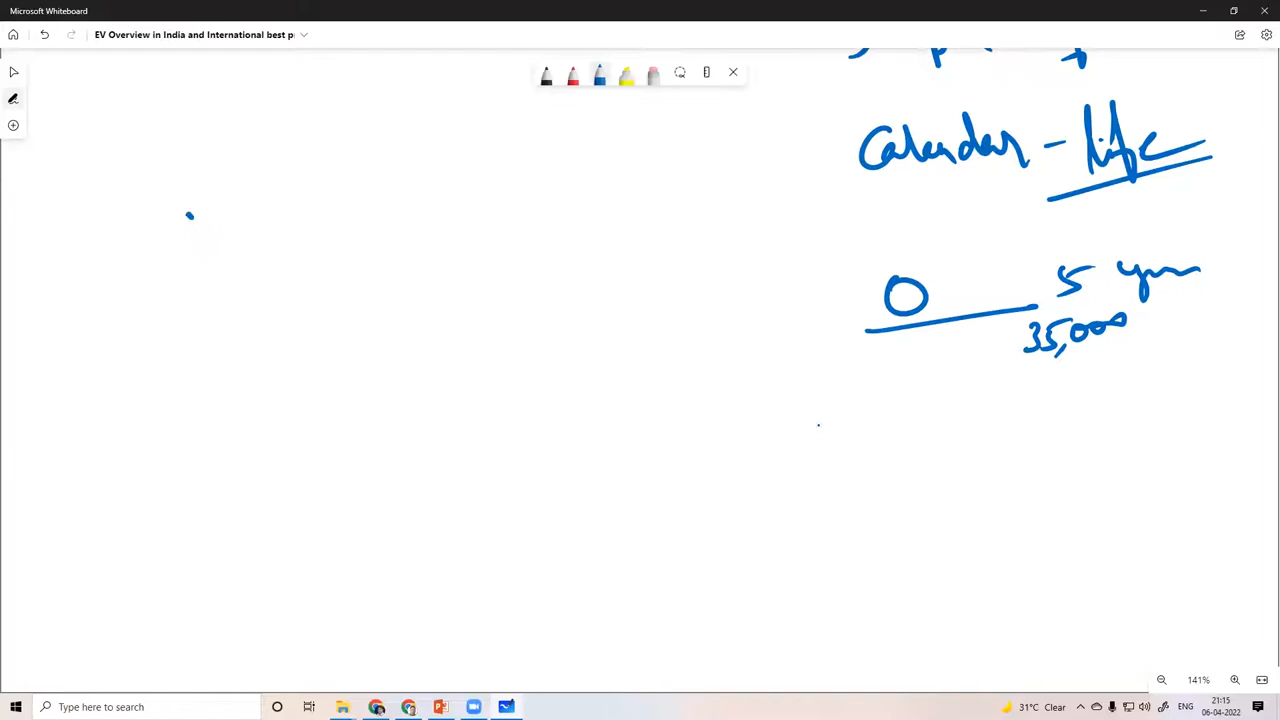 Microsoft Whiteboard
EV Overview in India and International best p
Calendar - life
0 5 years
35,000
141%
Type here to search
31°C Clear
ENG
21:15
06-04-2022